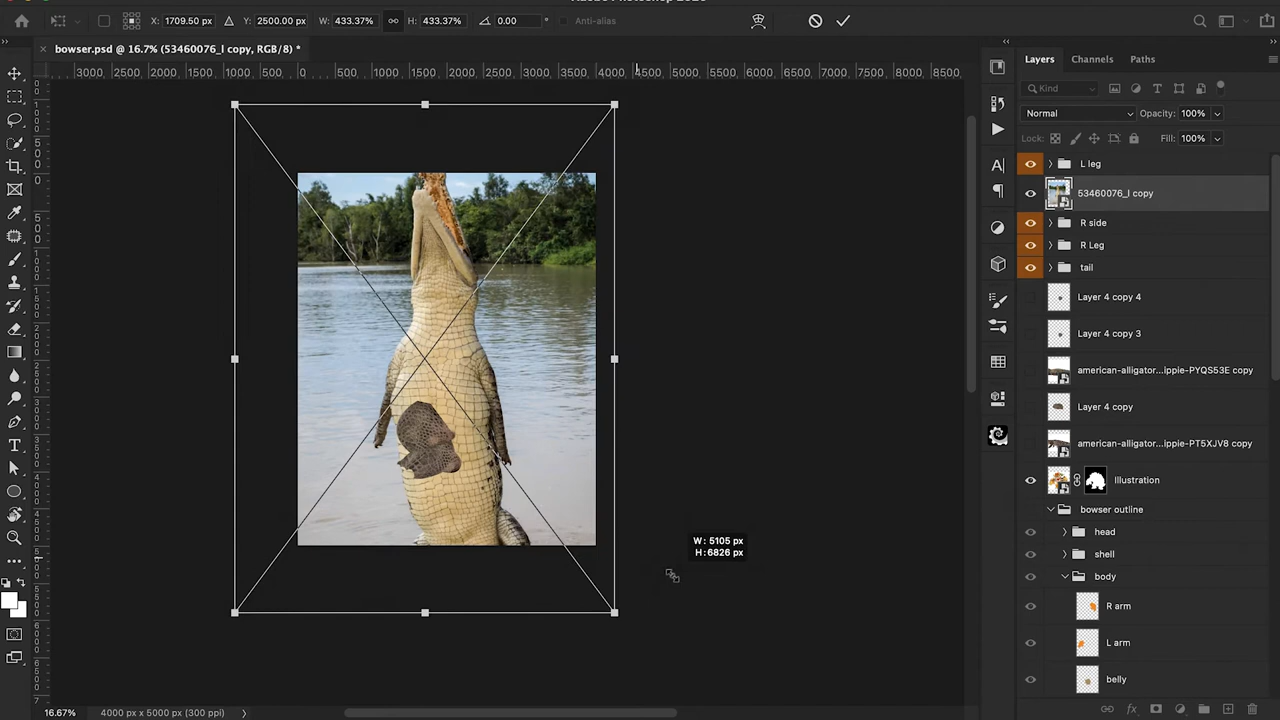 X: 1709.50 px Y: 2500.00 px W: 433.37% H: 433.37% 0.00 ° Anti-alias
bowser.psd @ 16.7% (53460076_l copy, RGB/8) *
3000 2500 2000 1500 1000 500 0 500 1000 1500 2000 2500 3000 3500 4000 4500 5000 5500 6000 6500 7000 7500 8000 8500
Layers Channels Paths
Kind
Normal Opacity: 100%
Lock: Fill: 100%
L leg
53460076_l copy
R side
R Leg
tail
Layer 4 copy 4
Layer 4 copy 3
american-alligator...ippie-PYQS53E copy
Layer 4 copy
american-alligator...ippie-PT5XJV8 copy
Illustration
bowser outline
head
W: 5105 px
H: 6826 px
shell
body
R arm
L arm
belly
16.67% 4000 px x 5000 px (300 ppi)